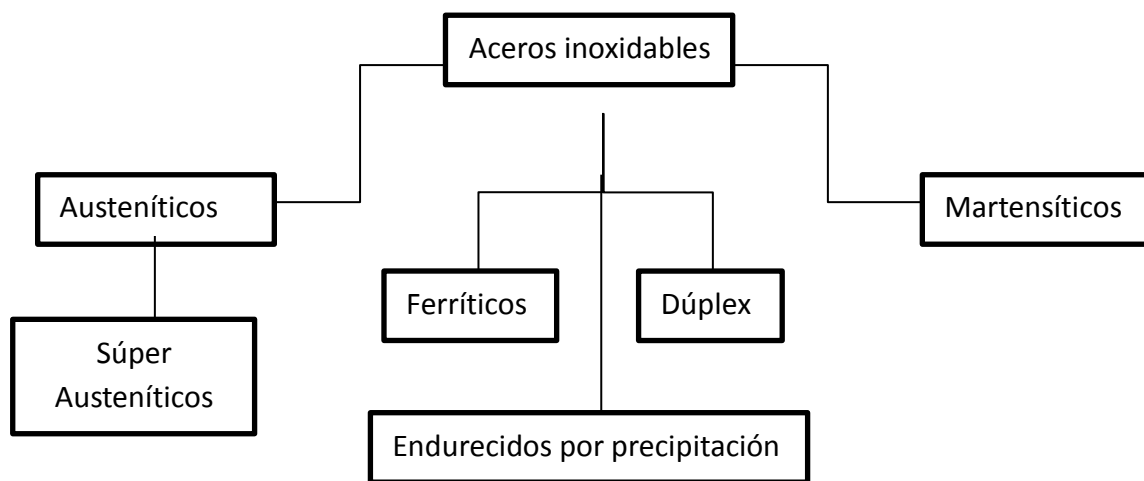 Aceros inoxidables
Austeníticos
Martensíticos
Ferríticos
Dúplex
Súper
Austeníticos
Endurecidos por precipitación